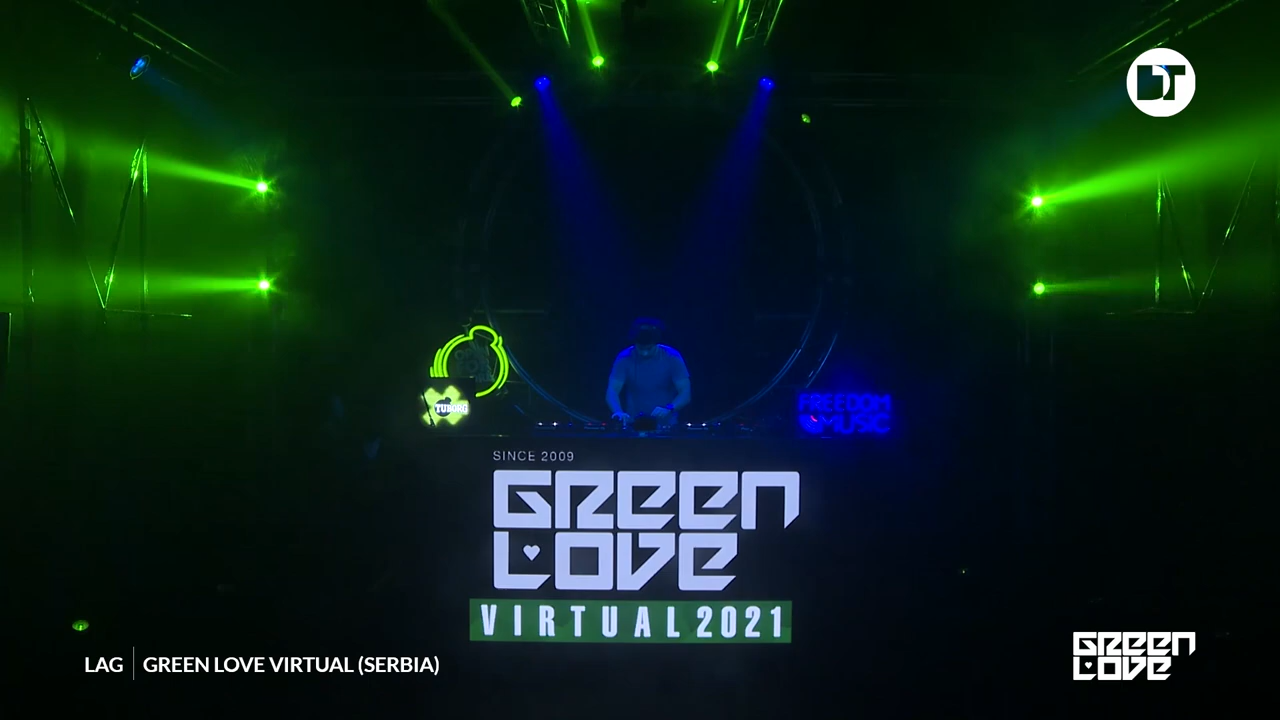 DT
TUBORG
FREEDOM
MUSIC
SINCE 2009
GREEN
LOVE
VIRTUAL 2021
LAG | GREEN LOVE VIRTUAL (SERBIA)
GREEN
LOVE